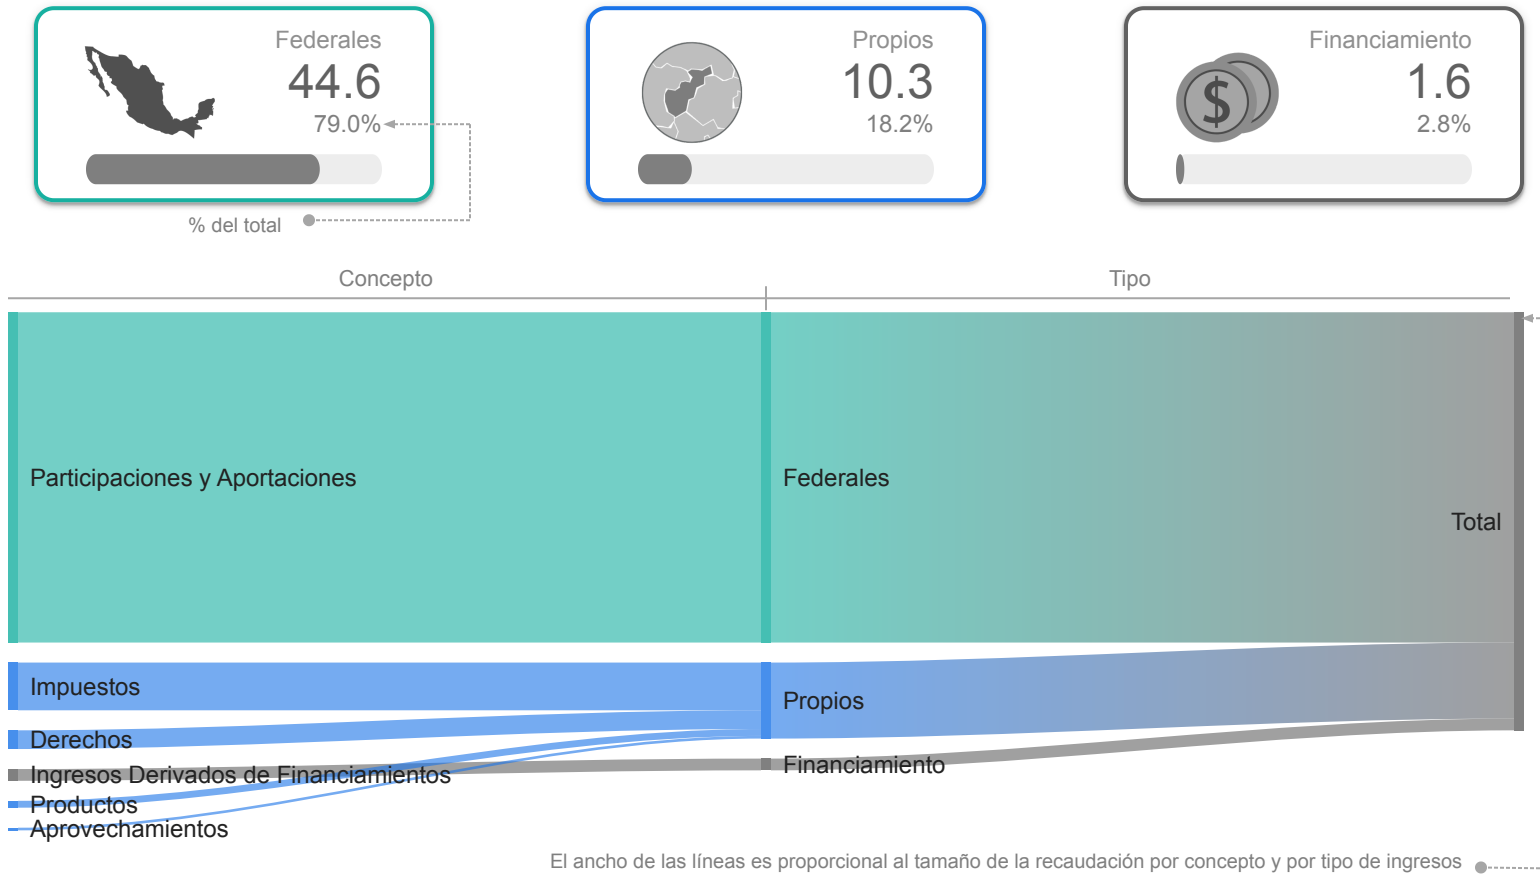 Federales
44.6
79.0%
Propios
10.3
18.2%
Financiamiento
1.6
2.8%
$
% del total
Concepto
Tipo
Participaciones y Aportaciones
Federales
Total
Impuestos
Propios
Derechos
Financiamiento
Ingresos Derivados de Financiamientos
Productos
Aprovechamientos
El ancho de las líneas es proporcional al tamaño de la recaudación por concepto y por tipo de ingresos